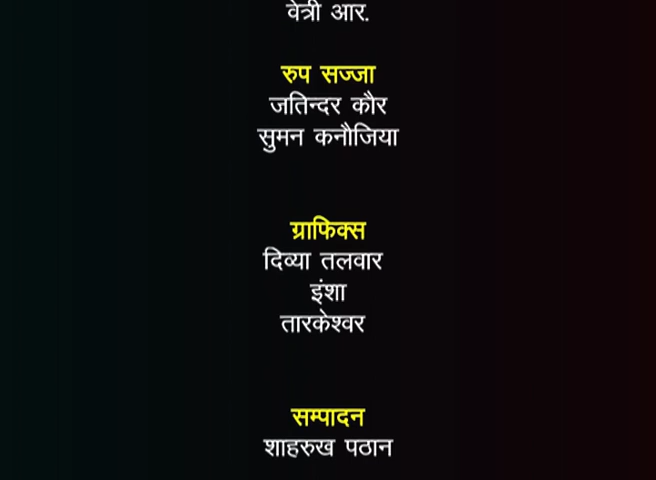 वेत्री आर.
रुप सज्जा
जतिन्दर कौर
सुमन कनौजिया
ग्राफिक्स
दिव्या तलवार
इंशा
तारकेश्वर
सम्पादन
शाहरुख पठान